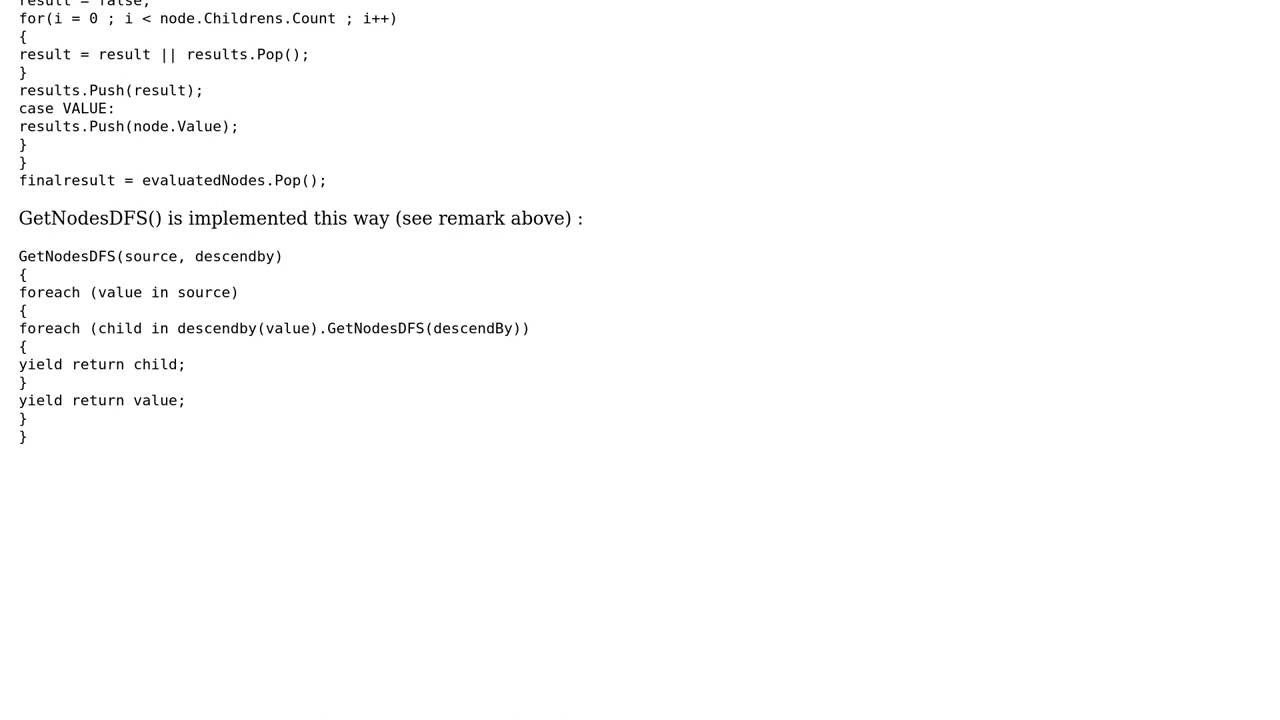 result = false;
for(i = 0 ; i < node.Childrens.Count ; i++)
{
result = result || results.Pop();
}
results.Push(result);
case VALUE:
results.Push(node.Value);
}
}
finalresult = evaluatedNodes.Pop();
GetNodesDFS() is implemented this way (see remark above) :
GetNodesDFS(source, descendby)
{
foreach (value in source)
{
foreach (child in descendby(value).GetNodesDFS(descendBy))
{
yield return child;
}
yield return value;
}
}